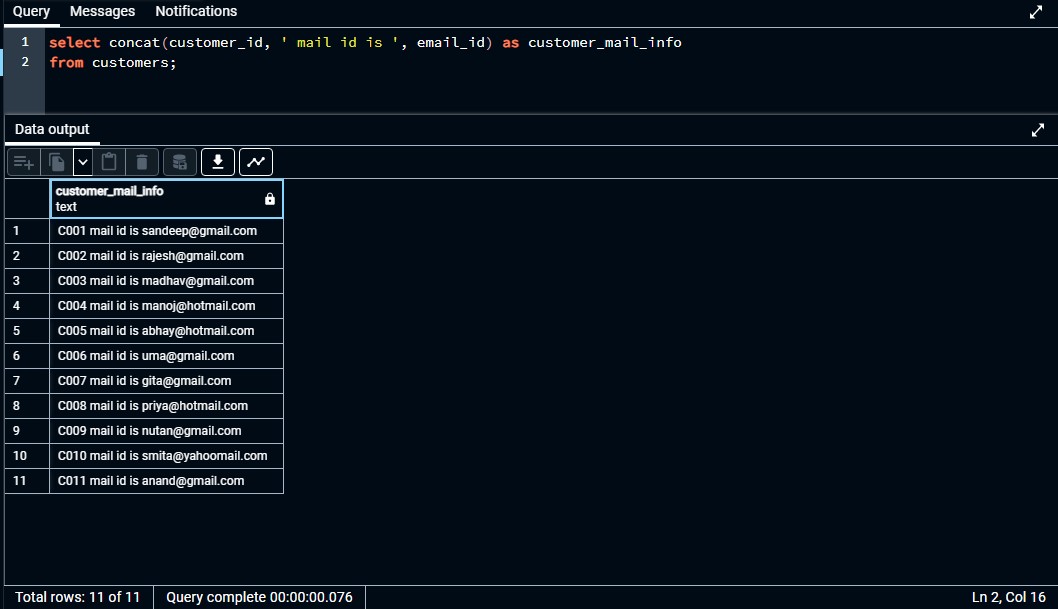 Query Messages Notifications
1 select concat(customer_id, ' mail id is ', email_id) as customer_mail_info
2 from customers;
Data output
customer_mail_info
text
1 C001 mail id is sandeep@gmail.com
2 C002 mail id is rajesh@gmail.com
3 C003 mail id is madhav@gmail.com
4 C004 mail id is manoj@hotmail.com
5 C005 mail id is abhay@hotmail.com
6 C006 mail id is uma@gmail.com
7 C007 mail id is gita@gmail.com
8 C008 mail id is priya@hotmail.com
9 C009 mail id is nutan@gmail.com
10 C010 mail id is smita@yahoomail.com
11 C011 mail id is anand@gmail.com
Total rows: 11 of 11 Query complete 00:00:00.076 Ln 2, Col 16